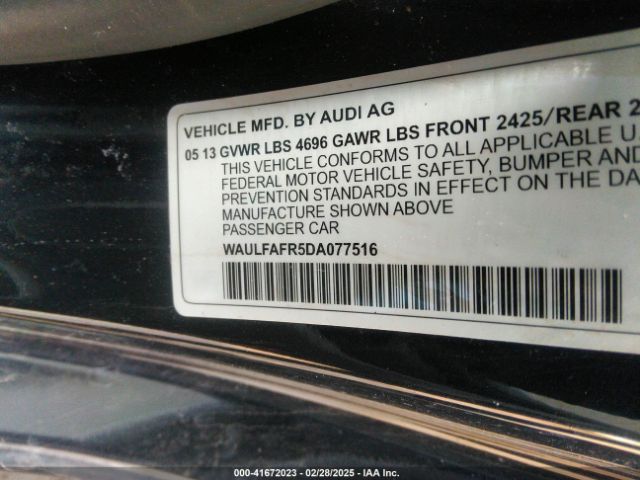 VEHICLE MFD. BY AUDI AG
05 13 GVWR LBS 4696 GAWR LBS FRONT 2425/REAR 2
THIS VEHICLE CONFORMS TO ALL APPLICABLE U
FEDERAL MOTOR VEHICLE SAFETY, BUMPER AND
PREVENTION STANDARDS IN EFFECT ON THE DA
MANUFACTURE SHOWN ABOVE
PASSENGER CAR
WAULFAFR5DA077516
000-41672023 - 02/28/2025 - IAA Inc.